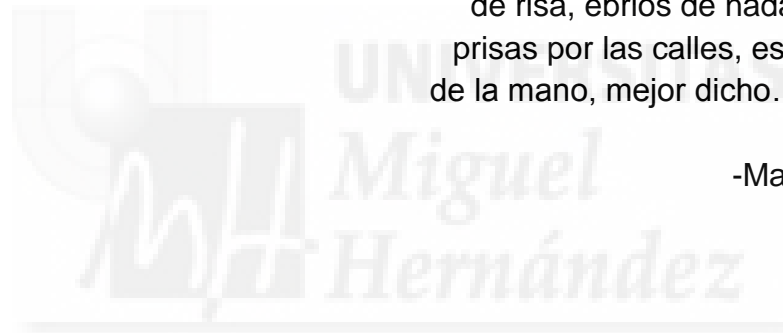 de risa, ebrios de nada
prisas por las calles, es
de la mano, mejor dicho.
-Ma
UNIVERSITAS
Miguel
Hernández